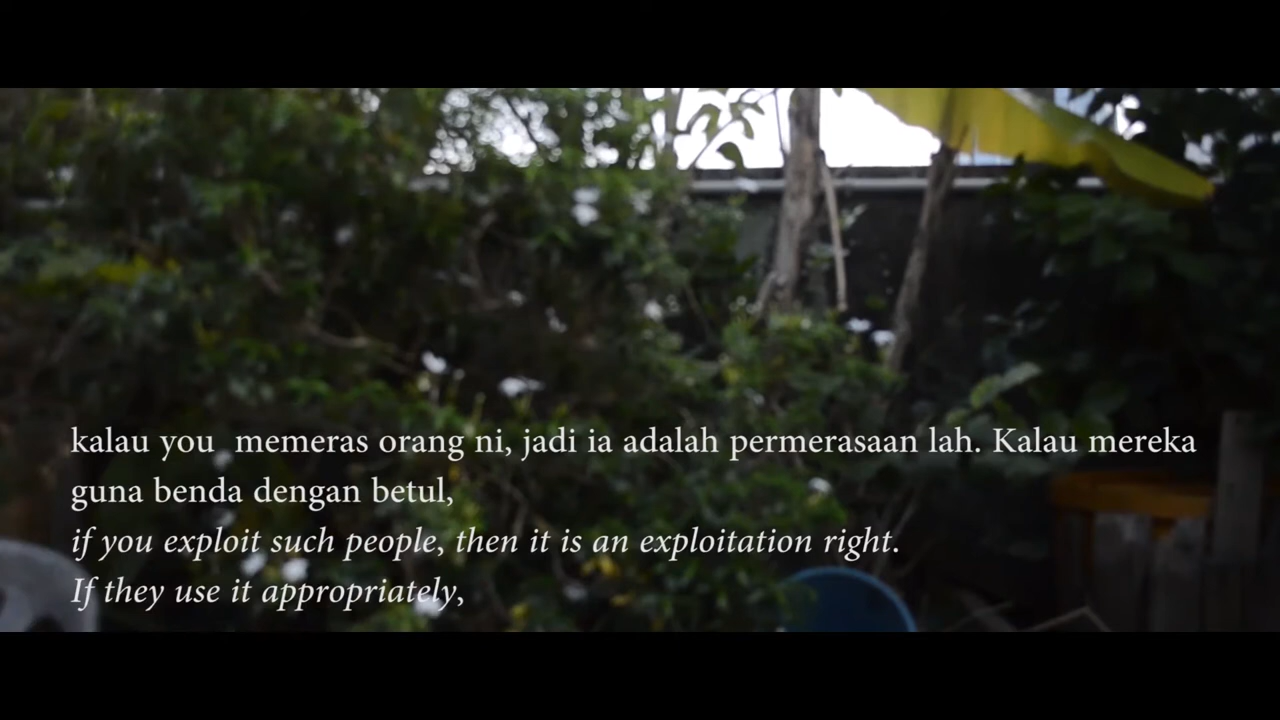 kalau you  memeras orang ni, jadi ia adalah permerasaan lah. Kalau mereka
guna benda dengan betul,
if you exploit such people, then it is an exploitation right.
If they use it appropriately,